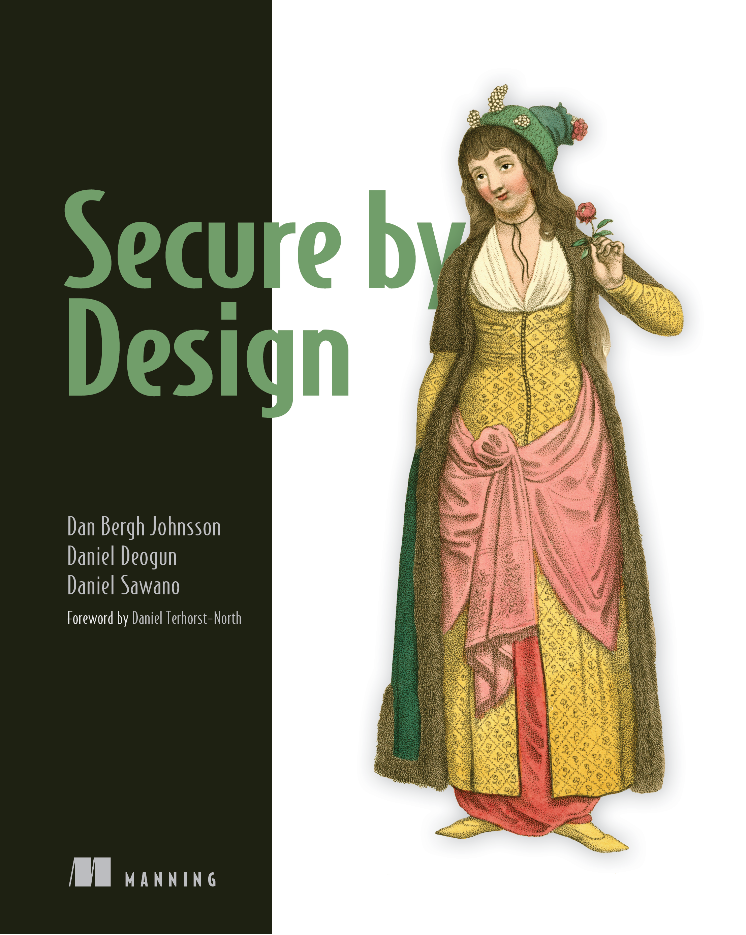 Secure by
Design
Dan Bergh Johnsson
Daniel Deogun
Daniel Sawano
Foreword by Daniel Terhorst-North
MANNING